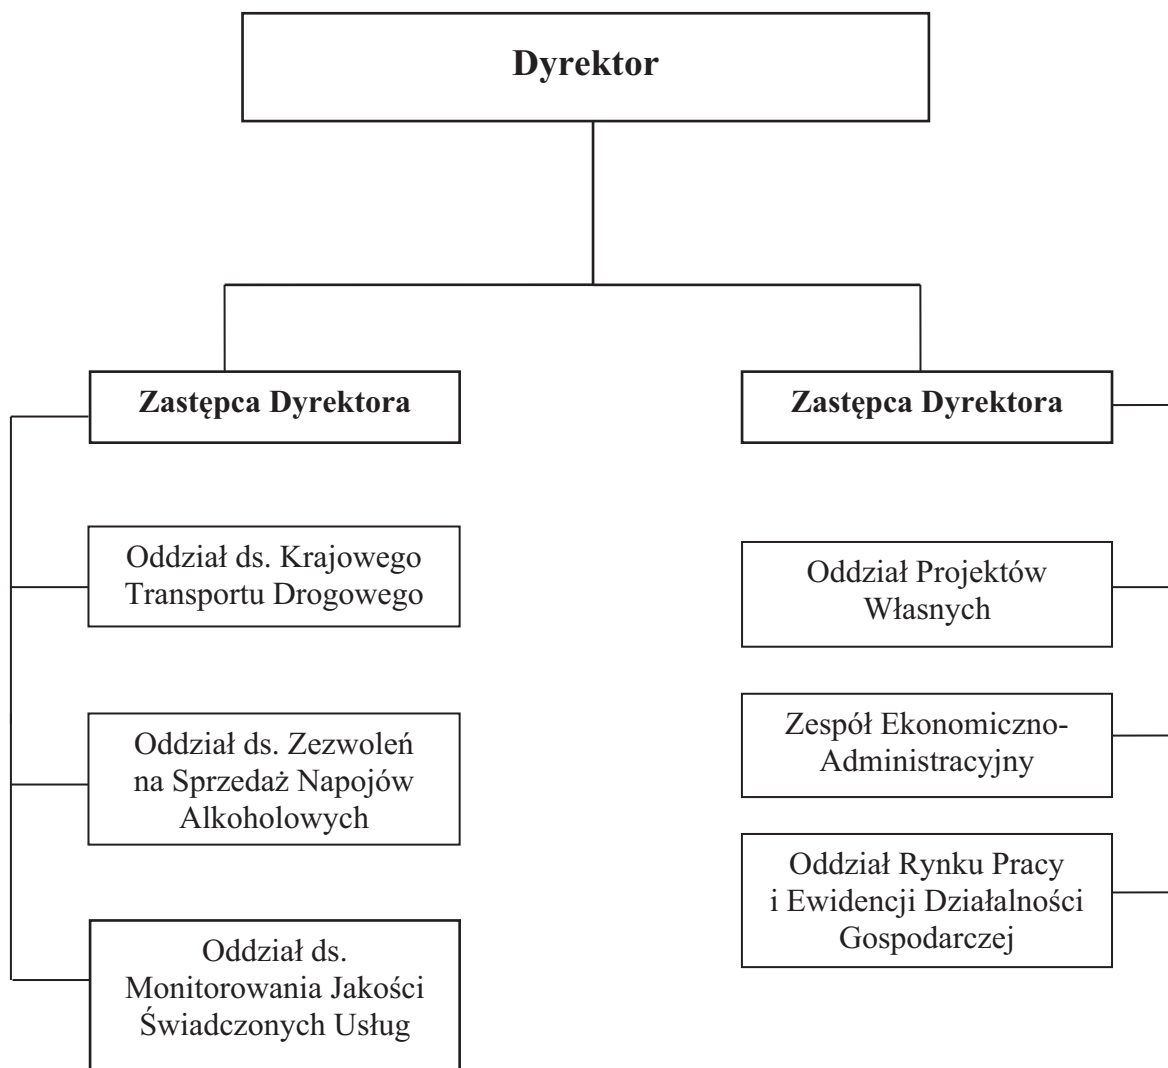 Dyrektor
Zastępca Dyrektora
Oddział ds. Krajowego
Transportu Drogowego
Oddział ds. Zezwoleń
na Sprzedaż Napojów
Alkoholowych
Oddział ds.
Monitorowania Jakości
Świadczonych Usług
Zastępca Dyrektora
Oddział Projektów
Własnych
Zespół Ekonomiczno-
Administracyjny
Oddział Rynku Pracy
i Ewidencji Działalności
Gospodarczej